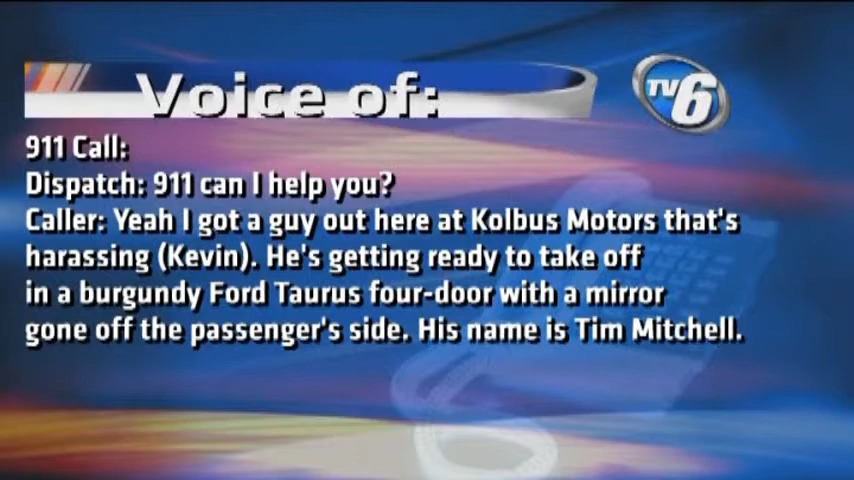 Voice of:
TV6
911 Call:
Dispatch: 911 can I help you?
Caller: Yeah I got a guy out here at Kolbus Motors that's
harassing (Kevin). He's getting ready to take off
in a burgundy Ford Taurus four-door with a mirror
gone off the passenger's side. His name is Tim Mitchell.